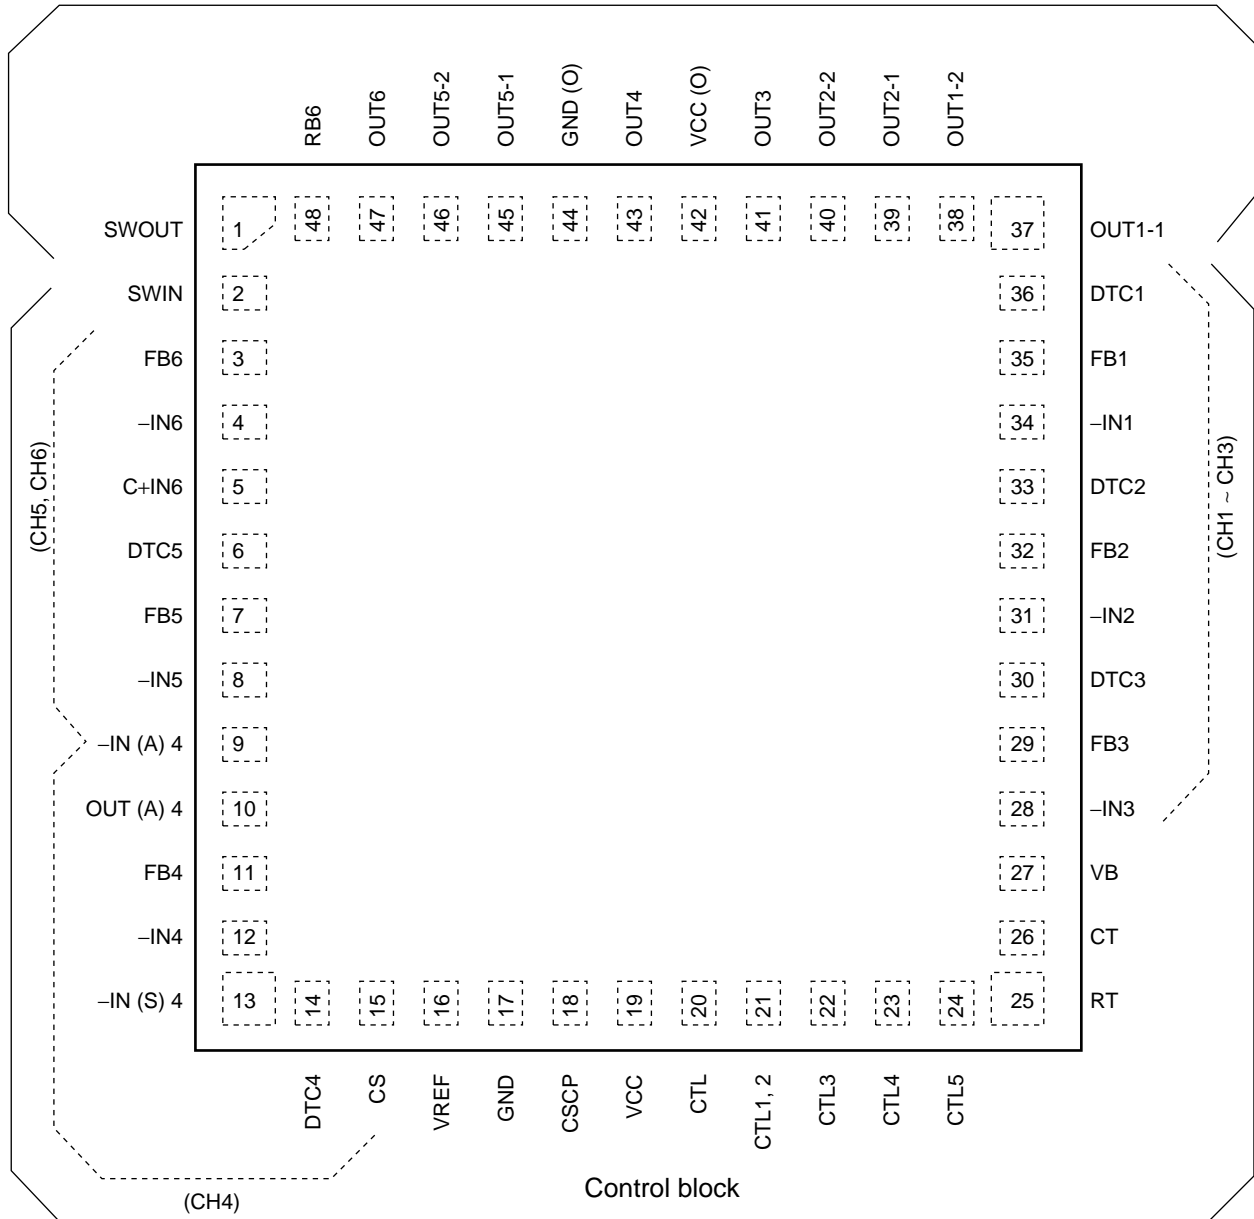 RB6
OUT6
OUT5-2
OUT5-1
GND (O)
OUT4
VCC (O)
OUT3
OUT2-2
OUT2-1
OUT1-2
48
47
46
45
44
43
42
41
40
39
38
SWOUT 1 37 OUT1-1
SWIN 2 36 DTC1
FB6 3 35 FB1
–IN6 4 34 –IN1
C+IN6 5 33 DTC2
DTC5 6 32 FB2
FB5 7 31 –IN2
–IN5 8 30 DTC3
–IN (A) 4 9 29 FB3
OUT (A) 4 10 28 –IN3
FB4 11 27 VB
–IN4 12 26 CT
–IN (S) 4 13 25 RT
(CH5, CH6)
(CH1 ~ CH3)
14
15
16
17
18
19
20
21
22
23
24
DTC4
CS
VREF
GND
CSCP
VCC
CTL
CTL1, 2
CTL3
CTL4
CTL5
(CH4)
Control block